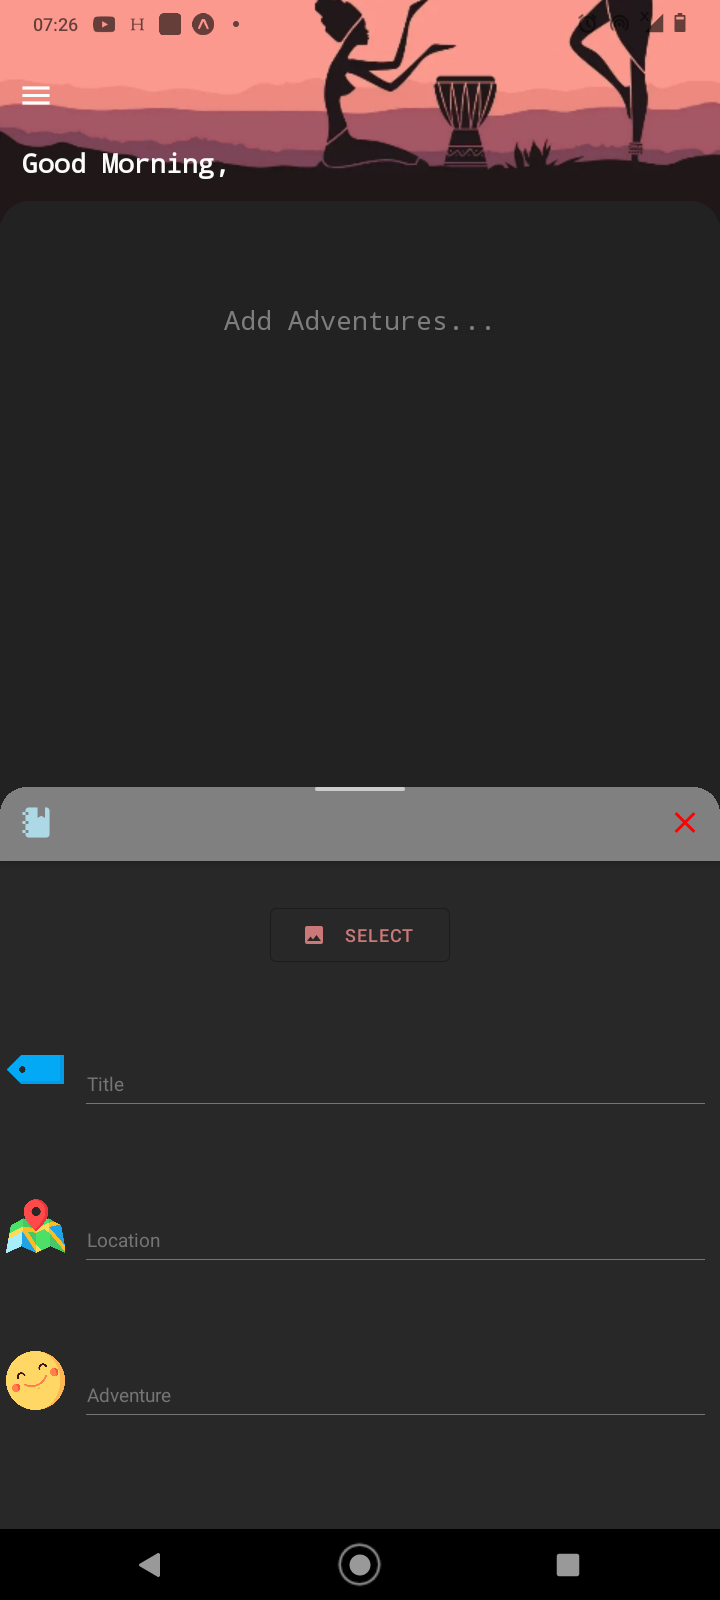 07:26 H
Good Morning,
Add Adventures...
SELECT
Title
Location
Adventure